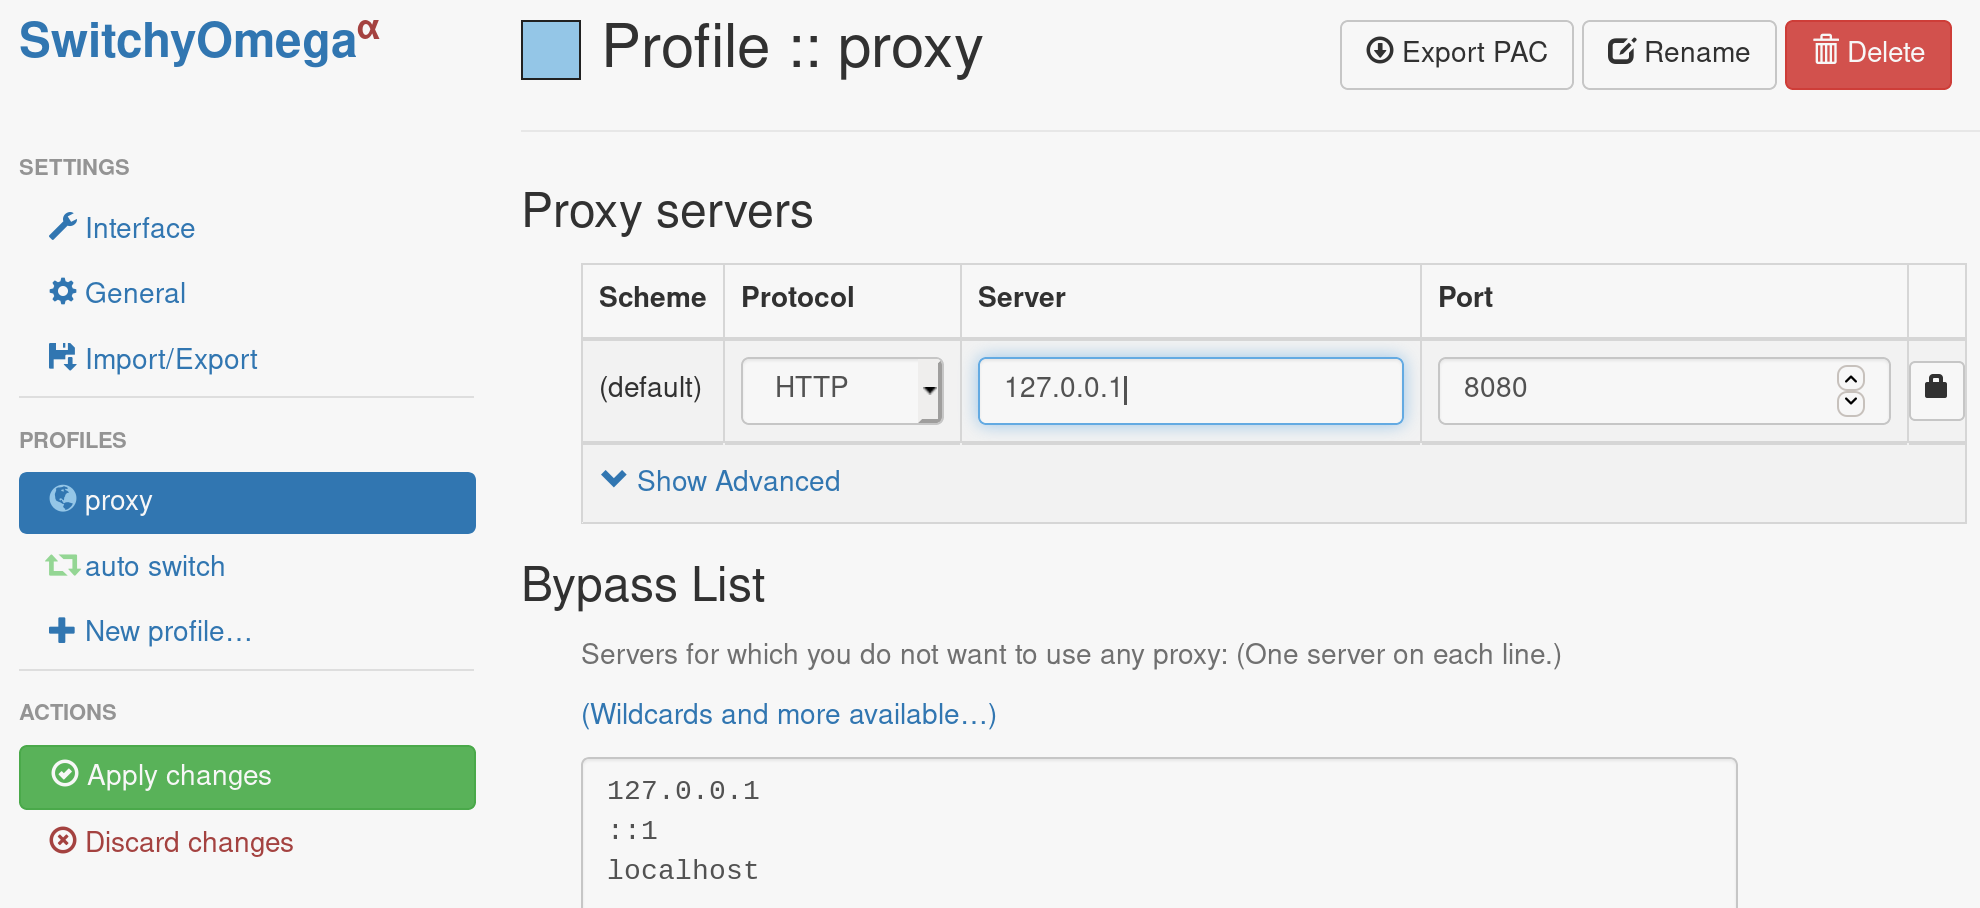 SwitchyOmegaα
Profile :: proxy
Export PAC
Rename
Delete
SETTINGS
Interface
General
Import/Export
PROFILES
proxy
auto switch
New profile…
ACTIONS
Apply changes
Discard changes
Proxy servers
Scheme Protocol Server Port
(default) HTTP 127.0.0.1 8080
Show Advanced
Bypass List
Servers for which you do not want to use any proxy: (One server on each line.)
(Wildcards and more available…)
127.0.0.1
::1
localhost